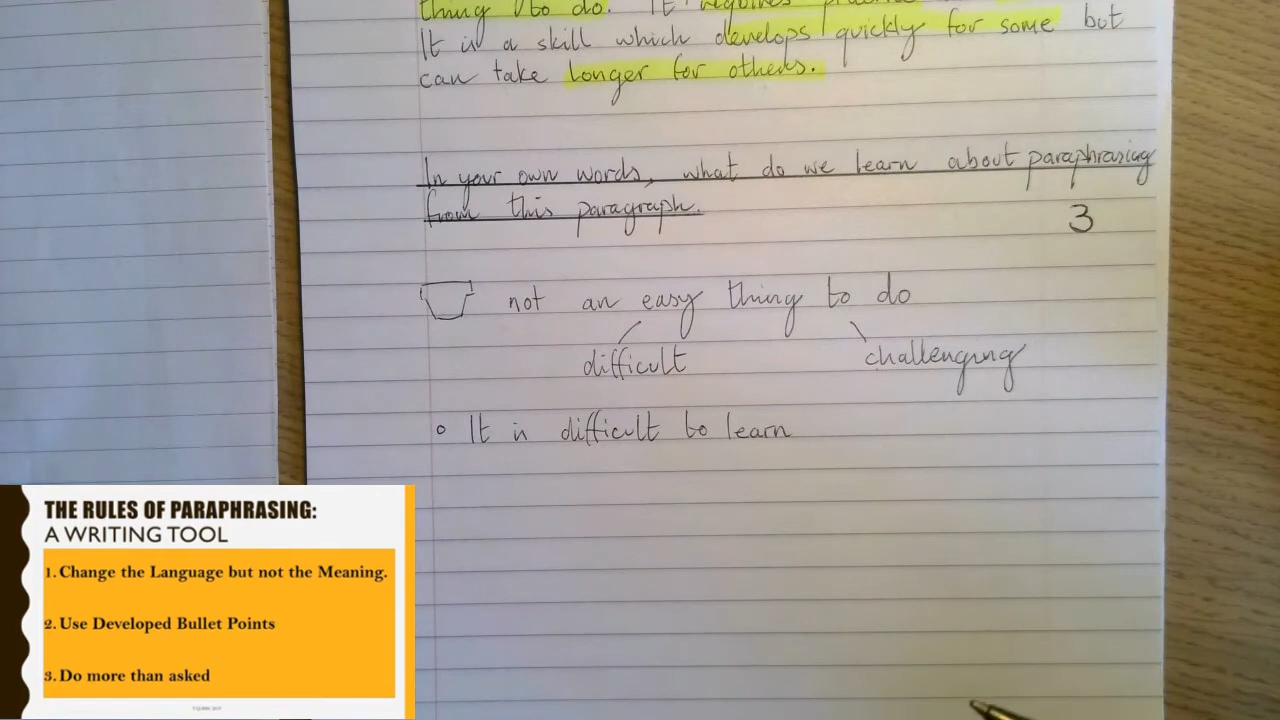 thing to do. It requires
It is a skill which develops quickly for some but
can take longer for others.
In your own words, what do we learn about paraphrasing
from this paragraph.
3
not an easy thing to do
difficult challenging
o It is difficult to learn
THE RULES OF PARAPHRASING:
A WRITING TOOL
1. Change the Language but not the Meaning.
2. Use Developed Bullet Points
3. Do more than asked